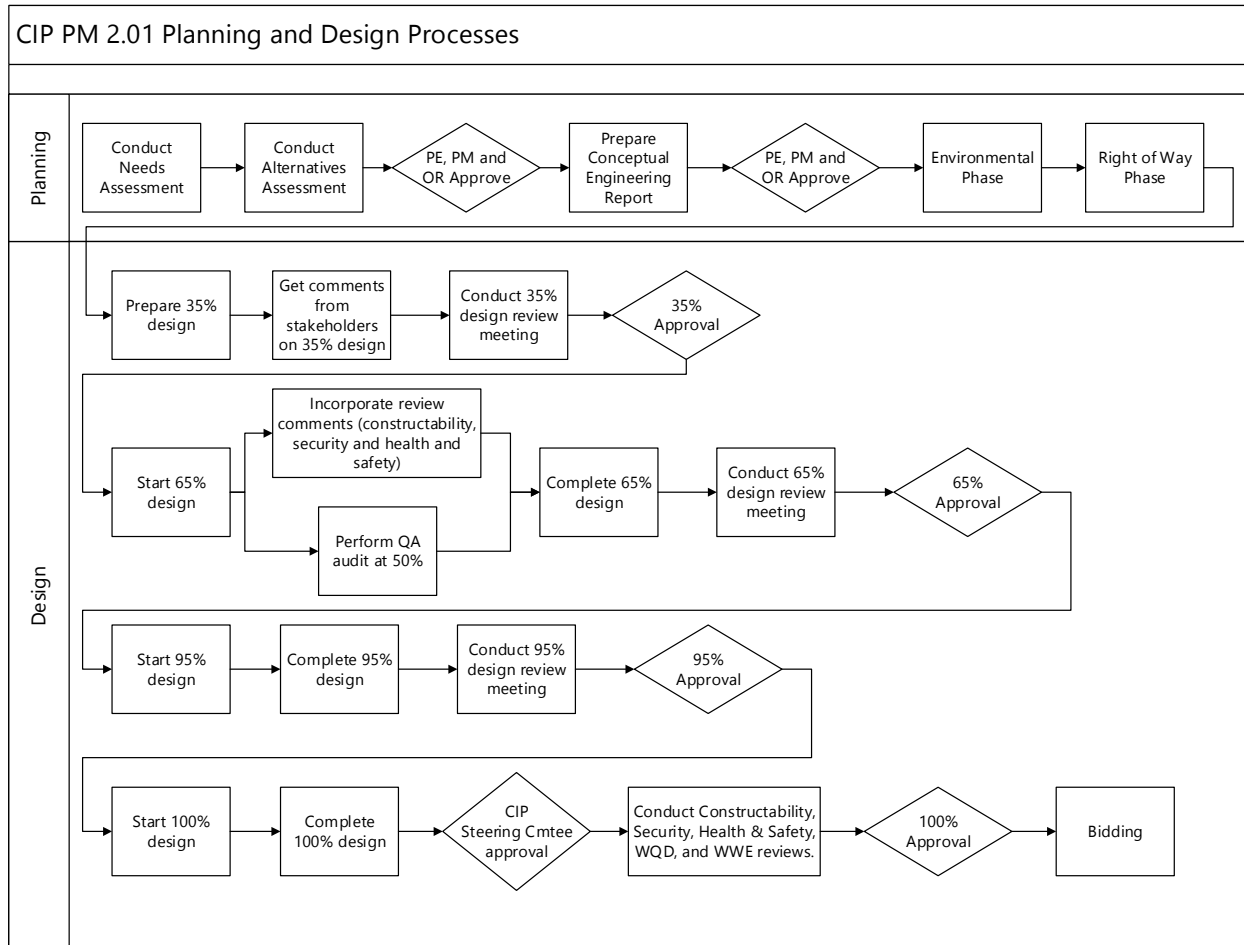 CIP PM 2.01 Planning and Design Processes
Planning
Conduct
Needs
Assessment
Conduct
Alternatives
Assessment
PE, PM and
OR Approve
Prepare
Conceptual
Engineering
Report
PE, PM and
OR Approve
Environmental
Phase
Right of Way
Phase
Design
Prepare 35%
design
Get comments
from
stakeholders
on 35% design
Conduct 35%
design review
meeting
35%
Approval
Start 65%
design
Incorporate review
comments (constructability,
security and health and
safety)
Perform QA
audit at 50%
Complete 65%
design
Conduct 65%
design review
meeting
65%
Approval
Start 95%
design
Complete 95%
design
Conduct 95%
design review
meeting
95%
Approval
Start 100%
design
Complete
100% design
CIP
Steering Cmtee
approval
Conduct Constructability,
Security, Health & Safety,
WQD, and WWE reviews.
100%
Approval
Bidding